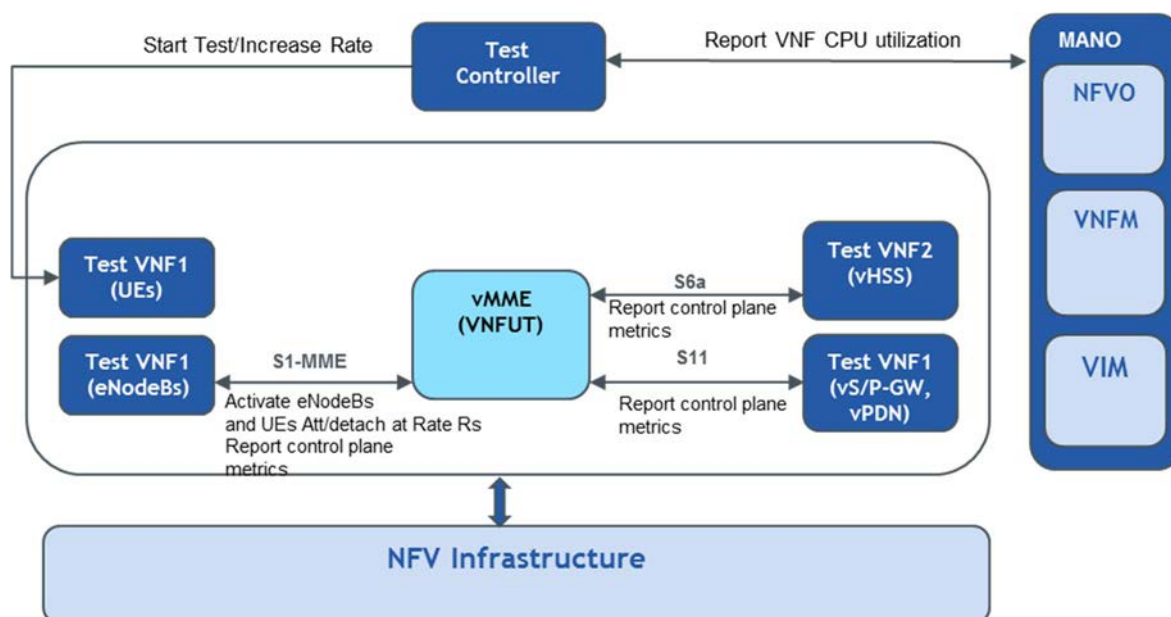 Start Test/Increase Rate
Test
Controller
Report VNF CPU utilization
MANO
NFVO
VNFM
VIM
Test VNF1
(UEs)
Test VNF1
(eNodeBs)
S1-MME
Activate eNodeBs
and UEs Att/detach at Rate Rs
Report control plane
metrics
vMME
(VNFUT)
S6a
Report control plane
metrics
S11
Report control plane
metrics
Test VNF2
(vHSS)
Test VNF1
(vS/P-GW,
vPDN)
NFV Infrastructure